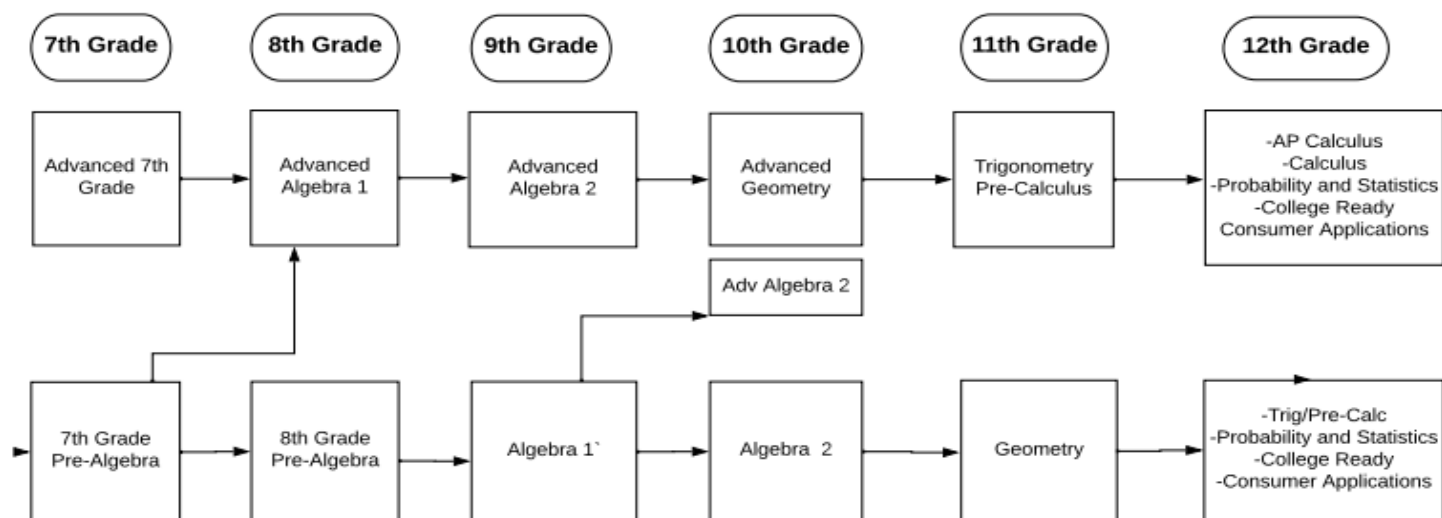 7th Grade
8th Grade
9th Grade
10th Grade
11th Grade
12th Grade
Advanced 7th
Grade
Advanced
Algebra 1
Advanced
Algebra 2
Advanced
Geometry
Trigonometry
Pre-Calculus
-AP Calculus
-Calculus
-Probability and Statistics
-College Ready
Consumer Applications
Adv Algebra 2
7th Grade
Pre-Algebra
8th Grade
Pre-Algebra
Algebra 1`
Algebra 2
Geometry
-Trig/Pre-Calc
-Probability and Statistics
-College Ready
-Consumer Applications